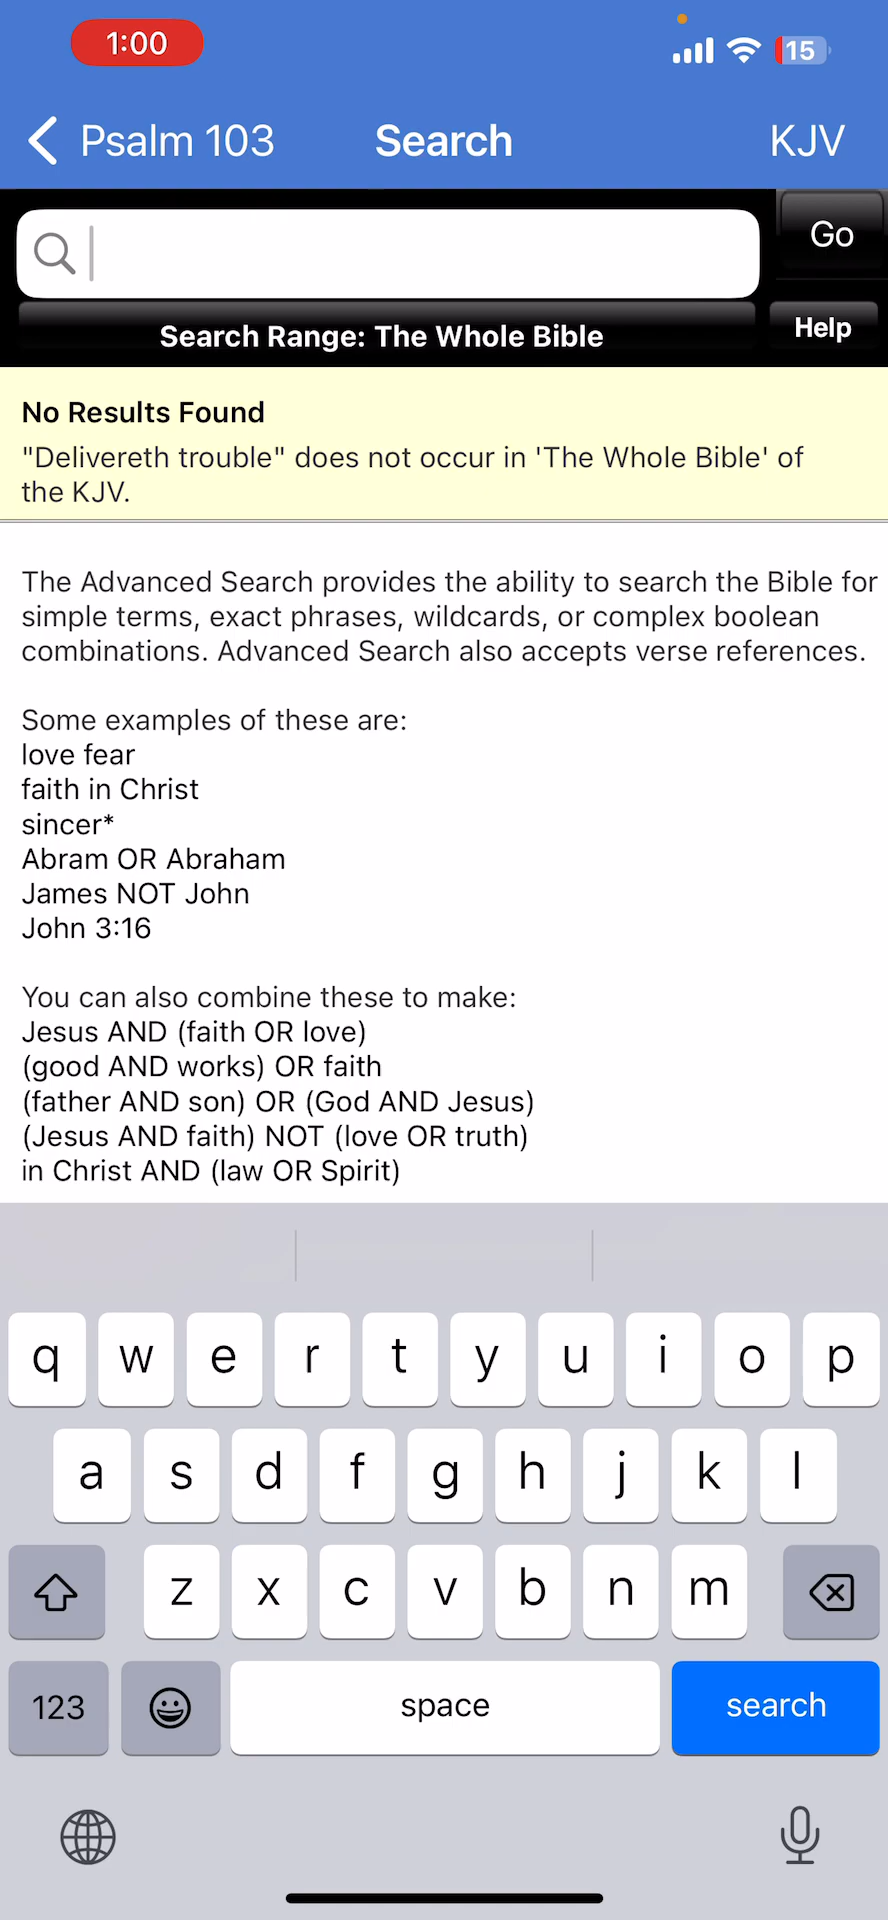 1:00
15
Psalm 103
Search
KJV
Go
Search Range: The Whole Bible
Help
No Results Found
"Delivereth trouble" does not occur in 'The Whole Bible' of
the KJV.
The Advanced Search provides the ability to search the Bible for
simple terms, exact phrases, wildcards, or complex boolean
combinations. Advanced Search also accepts verse references.
Some examples of these are:
love fear
faith in Christ
sincer*
Abram OR Abraham
James NOT John
John 3:16
You can also combine these to make:
Jesus AND (faith OR love)
(good AND works) OR faith
(father AND son) OR (God AND Jesus)
(Jesus AND faith) NOT (love OR truth)
in Christ AND (law OR Spirit)
q w e r t y u i o p
a s d f g h j k l
z x c v b n m
123
space
search